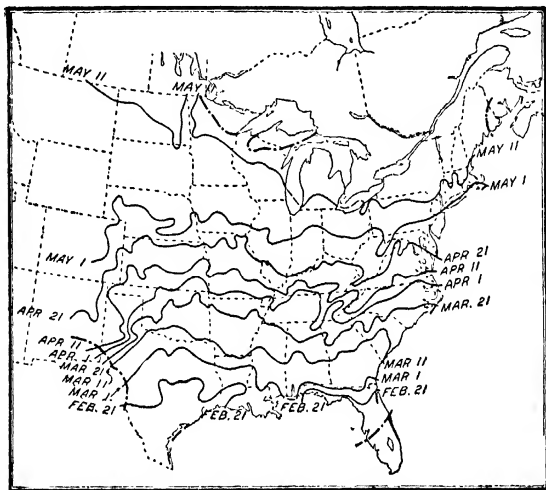 MAY 11
MAY 11
MAY 11
MAY 1
APR 21
APR 11
APR 1
MAR. 21
MAY 1
APR 21
APR 11
APR. 1
MAR 21
MAR 11
MAR 1
FEB. 21
MAR 11
MAR 1
FEB. 21
FEB. 21
FEB. 21